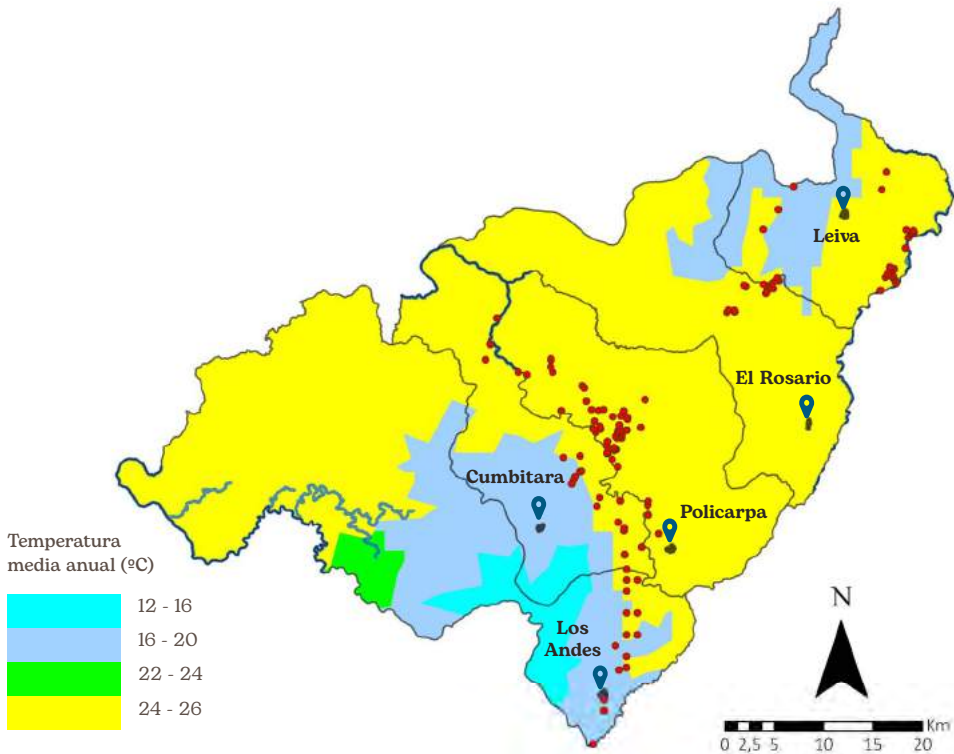 Leiva
El Rosario
Cumbitara
Policarpa
Los
Andes
Temperatura
media anual (ºC)
12 - 16
16 - 20
22 - 24
24 - 26
N
Km
0 2,5 5 10 15 20